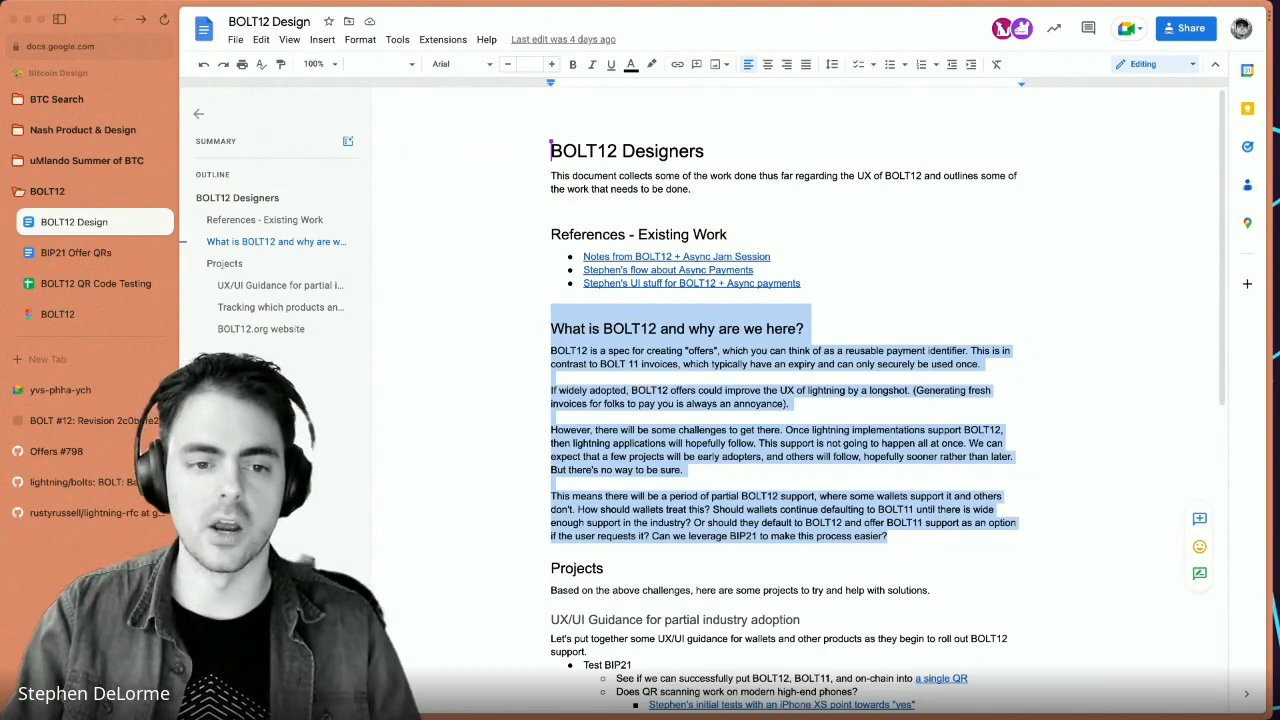 docs.google.com
Bitcoin Design
BTC Search
Nash Product & Design
uMlando Summer of BTC
BOLT12
BOLT12 Design
BIP21 Offer QRs
BOLT12 QR Code Testing
BOLT12
New Tab
yvs-phha-ych
BOLT #12: Revision 2c0bfe2
Offers #798
lightning/bolts: BOLT: Ba
rustyrussell/lightning-rfc at g
BOLT12 Design
File Edit View Insert Format Tools Extensions Help Last edit was 4 days ago
Share
100% Arial
Editing
SUMMARY
OUTLINE
BOLT12 Designers
References - Existing Work
What is BOLT12 and why are w...
Projects
UX/UI Guidance for partial i...
Tracking which products an...
BOLT12.org website
BOLT12 Designers
This document collects some of the work done thus far regarding the UX of BOLT12 and outlines some of
the work that needs to be done.
References - Existing Work
Notes from BOLT12 + Async Jam Session
Stephen's flow about Async Payments
Stephen's UI stuff for BOLT12 + Async payments
What is BOLT12 and why are we here?
BOLT12 is a spec for creating "offers", which you can think of as a reusable payment identifier. This is in
contrast to BOLT 11 invoices, which typically have an expiry and can only securely be used once.
If widely adopted, BOLT12 offers could improve the UX of lightning by a longshot. (Generating fresh
invoices for folks to pay you is always an annoyance).
However, there will be some challenges to get there. Once lightning implementations support BOLT12,
then lightning applications will hopefully follow. This support is not going to happen all at once. We can
expect that a few projects will be early adopters, and others will follow, hopefully sooner rather than later.
But there's no way to be sure.
This means there will be a period of partial BOLT12 support, where some wallets support it and others
don't. How should wallets treat this? Should wallets continue defaulting to BOLT11 until there is wide
enough support in the industry? Or should they default to BOLT12 and offer BOLT11 support as an option
if the user requests it? Can we leverage BIP21 to make this process easier?
Projects
Based on the above challenges, here are some projects to try and help with solutions.
UX/UI Guidance for partial industry adoption
Let's put together some UX/UI guidance for wallets and other products as they begin to roll out BOLT12
support.
Test BIP21
See if we can successfully put BOLT12, BOLT11, and on-chain into a single QR
Does QR scanning work on modern high-end phones?
Stephen's initial tests with an iPhone XS point towards "yes"
Stephen DeLorme